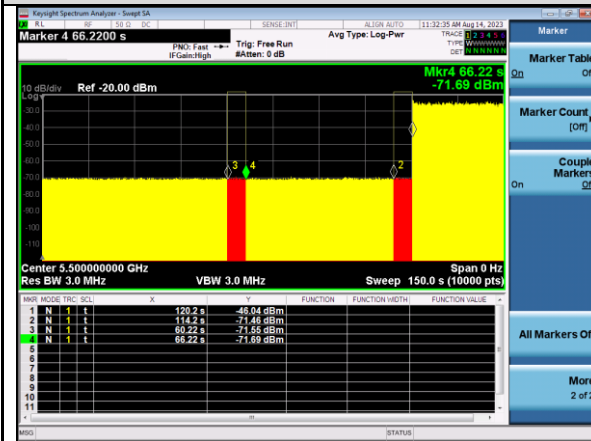 Keysight Spectrum Analyzer - Swept SA
RL RF 50 Ω DC SENSE:INT ALIGN AUTO 11:32:35 AM Aug 14, 2023
Marker 4 66.2200 s
PNO: Fast
IFGain:High
Trig: Free Run
#Atten: 0 dB
Avg Type: Log-Pwr
TRACE 1 2 3 4 5
TYPE WWWWWW
DET NNNNN
Marker
Marker Table
On Of
Marker Count
[Off]
Couple
Markers
On Of
All Markers Of
More
2 of 2
Mkr4 66.22 s
-71.69 dBm
10 dB/div Ref -20.00 dBm
Log
-30.0
-40.0
-50.0
-60.0
-70.0
-80.0
-90.0
-100
-110
3 4 2
Center 5.500000000 GHz Span 0 Hz
Res BW 3.0 MHz VBW 3.0 MHz Sweep 150.0 s (10000 pts)
MKR MODE TRC SCL X Y FUNCTION FUNCTION WIDTH FUNCTION VALUE
1 N 1 t 120.2 s -46.04 dBm
2 N 1 t 114.2 s -71.46 dBm
3 N 1 t 60.22 s -71.55 dBm
4 N 1 t 66.22 s -71.69 dBm
5
6
7
8
9
10
11
MSG STATUS